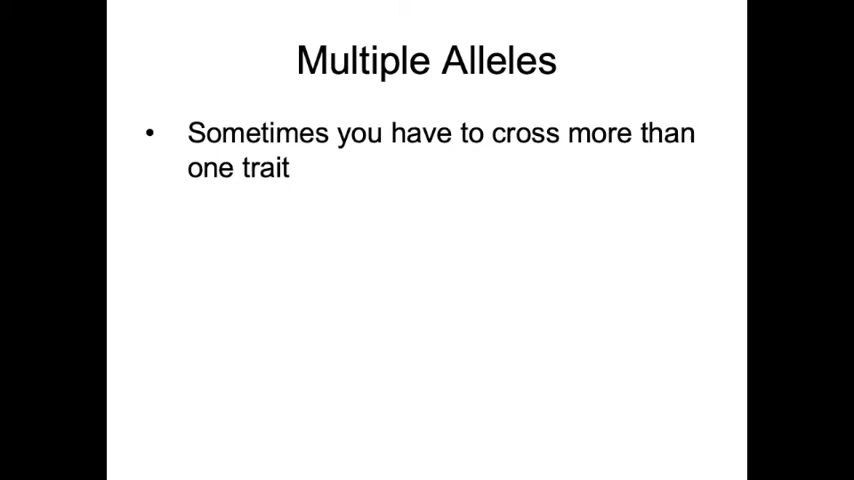 Multiple Alleles
• Sometimes you have to cross more than
one trait